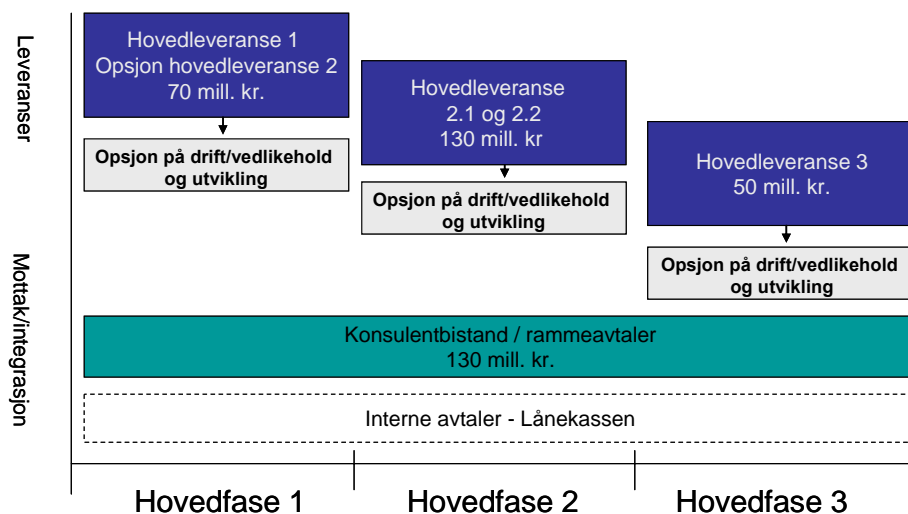 Leveranser
Hovedleveranse 1
Opsjon hovedleveranse 2
70 mill. kr.
Opsjon på drift/vedlikehold
og utvikling
Hovedleveranse
2.1 og 2.2
130 mill. kr
Opsjon på drift/vedlikehold
og utvikling
Hovedleveranse 3
50 mill. kr.
Opsjon på drift/vedlikehold
og utvikling
Mottak/integrasjon
Konsulentbistand / rammeavtaler
130 mill. kr.
Interne avtaler - Lånekassen
Hovedfase 1
Hovedfase 2
Hovedfase 3